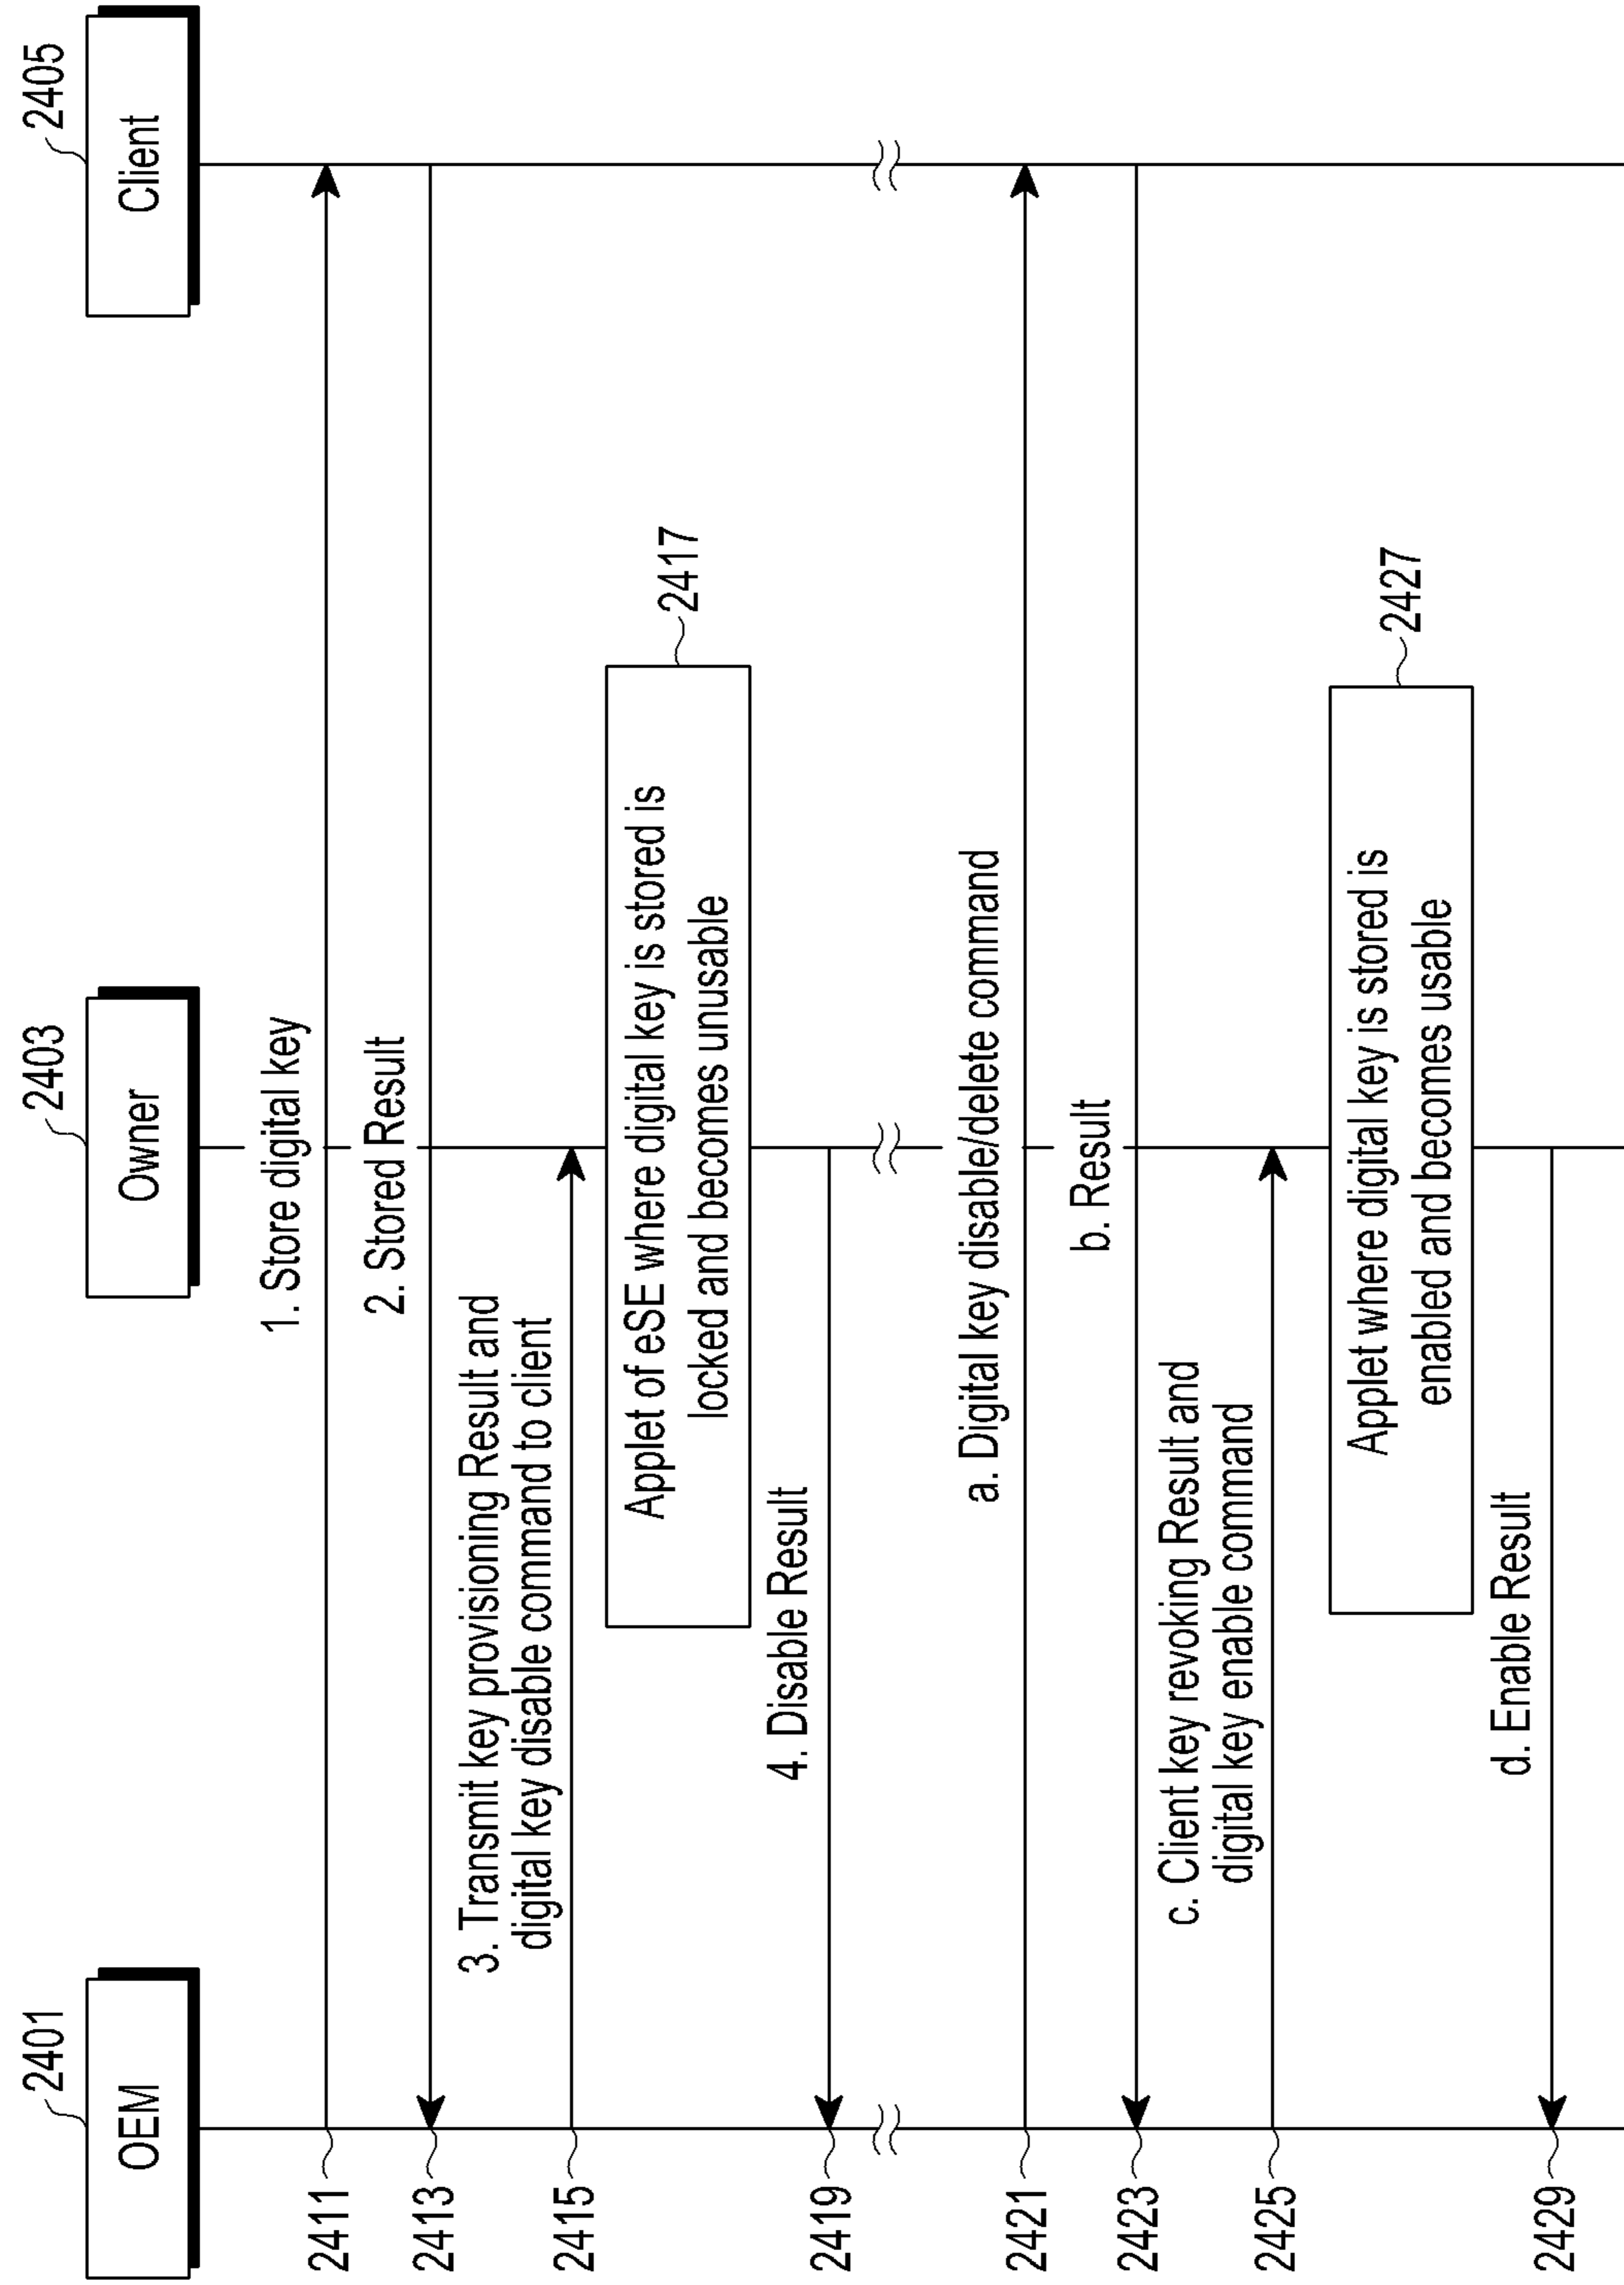 2401
OEM
2403
Owner
2405
Client
2411
1. Store digital key
2413
2. Stored Result
2415
3. Transmit key provisioning Result and
digital key disable command to client
Applet of eSE where digital key is stored is
locked and becomes unusable
2417
2419
4. Disable Result
2421
a. Digital key disable/delete command
2423
b. Result
2425
c. Client key revoking Result and
digital key enable command
Applet where digital key is stored is
enabled and becomes usable
2427
2429
d. Enable Result